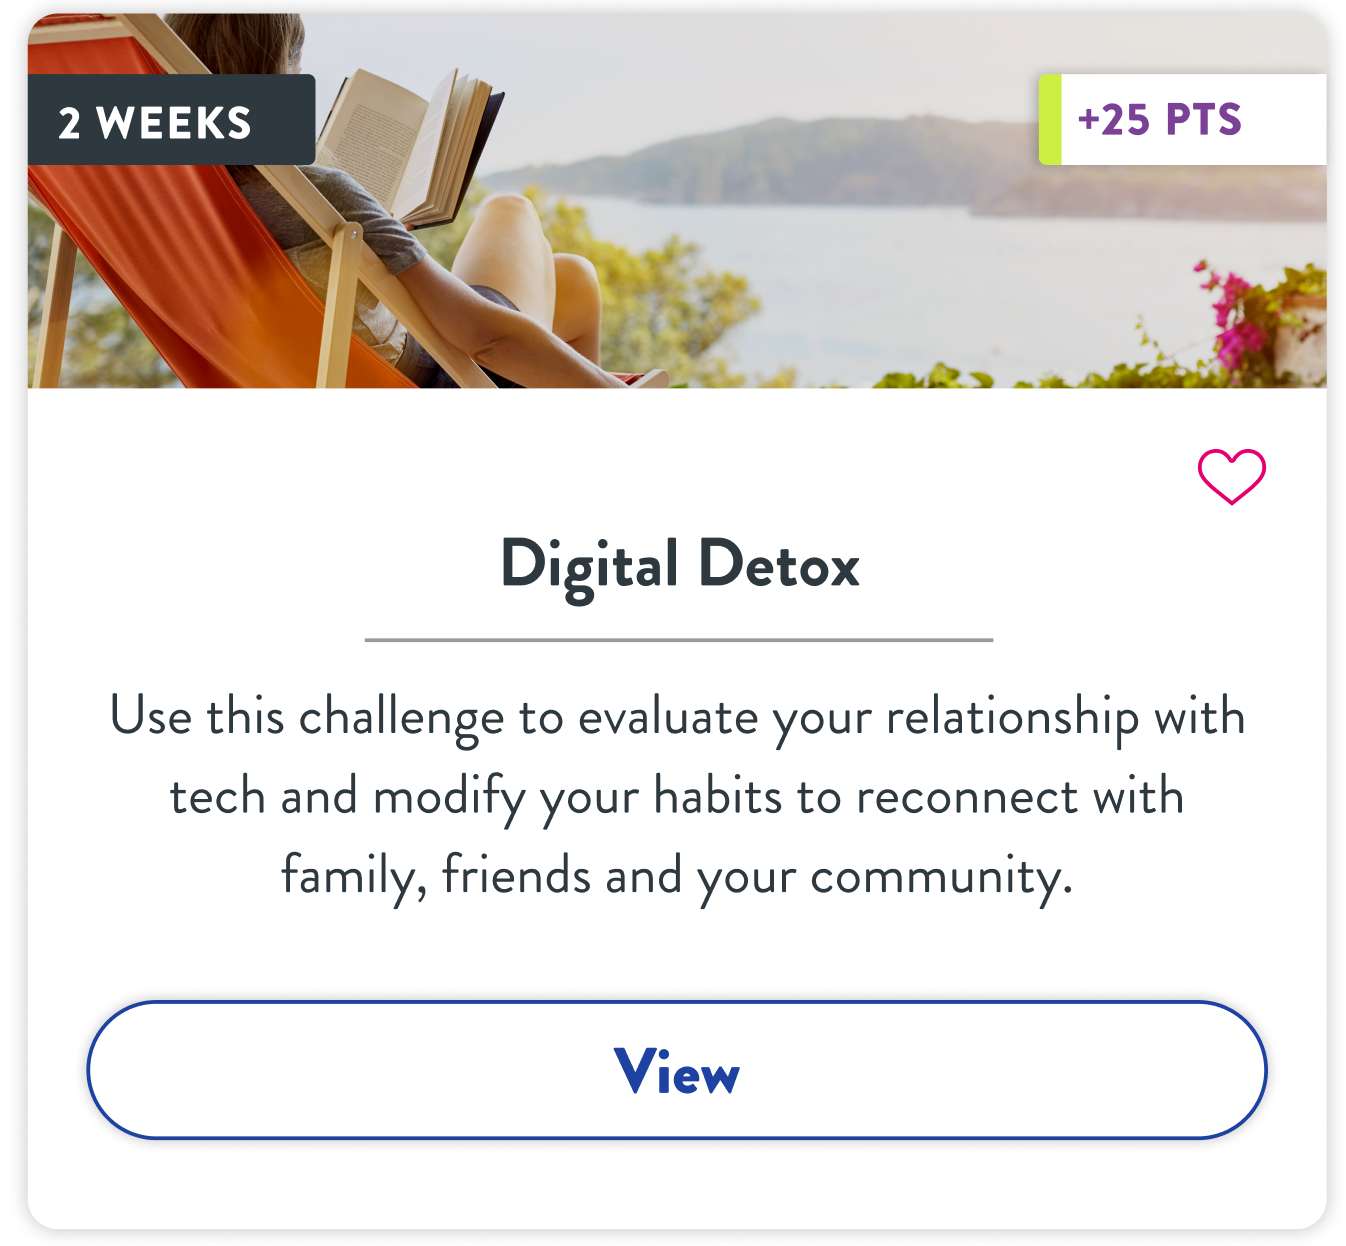 2 WEEKS
+25 PTS
Digital Detox
Use this challenge to evaluate your relationship with
tech and modify your habits to reconnect with
family, friends and your community.
View